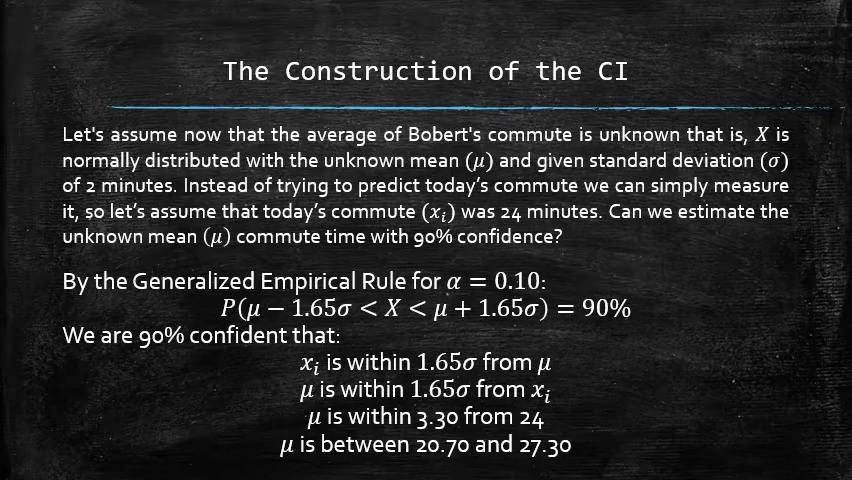 The Construction of the CI
Let's assume now that the average of Bobert's commute is unknown that is, 𝑋 is
normally distributed with the unknown mean (𝜇) and given standard deviation (𝜎)
of 2 minutes. Instead of trying to predict today’s commute we can simply measure
it, so let’s assume that today’s commute (𝑥ᵢ) was 24 minutes. Can we estimate the
unknown mean (𝜇) commute time with 90% confidence?
By the Generalized Empirical Rule for 𝛼 = 0.10:
𝑃(𝜇 − 1.65𝜎 < 𝑋 < 𝜇 + 1.65𝜎) = 90%
We are 90% confident that:
𝑥ᵢ is within 1.65𝜎 from 𝜇
𝜇 is within 1.65𝜎 from 𝑥ᵢ
𝜇 is within 3.30 from 24
𝜇 is between 20.70 and 27.30